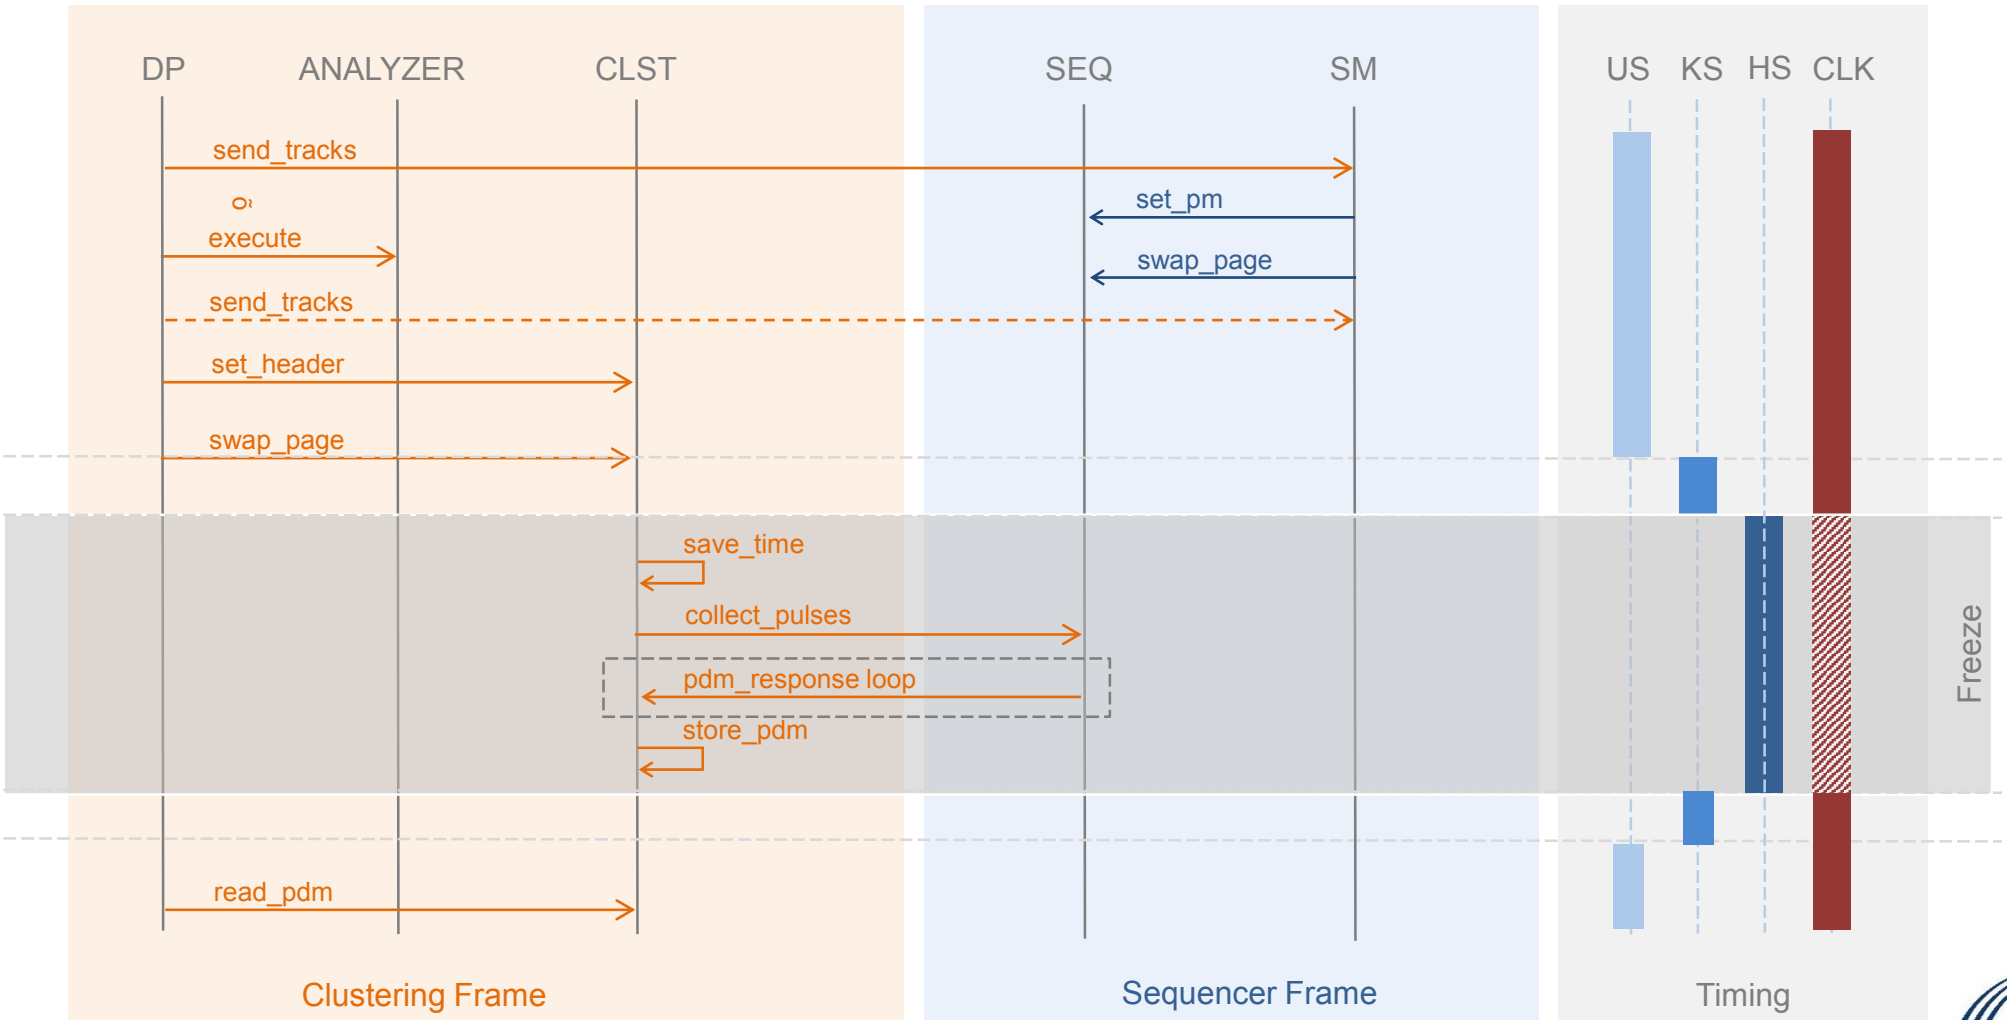 DP ANALYZER CLST SEQ SM US KS HS CLK
send_tracks
set_pm
execute
swap_page
send_tracks
set_header
swap_page
save_time
collect_pulses
pdm_response loop
store_pdm
Freeze
read_pdm
Clustering Frame Sequencer Frame Timing